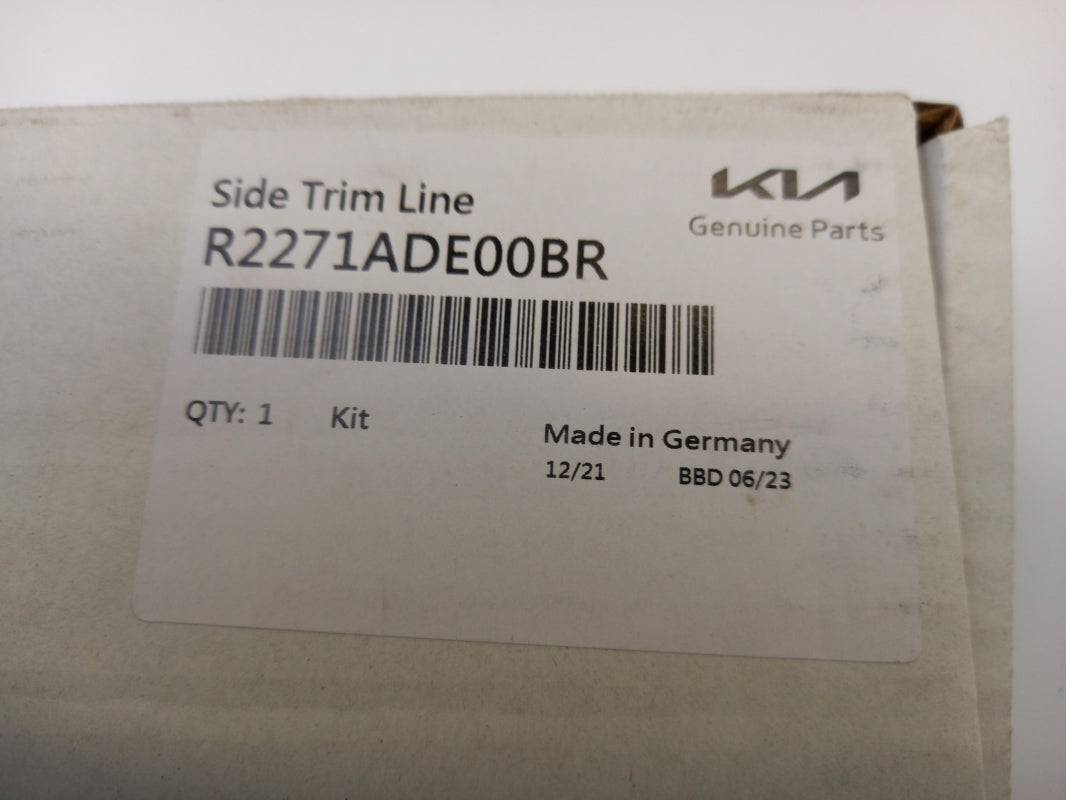 Side Trim Line
R2271ADE00BR
KIA
Genuine Parts
QTY: 1 Kit
Made in Germany
12/21 BBD 06/23